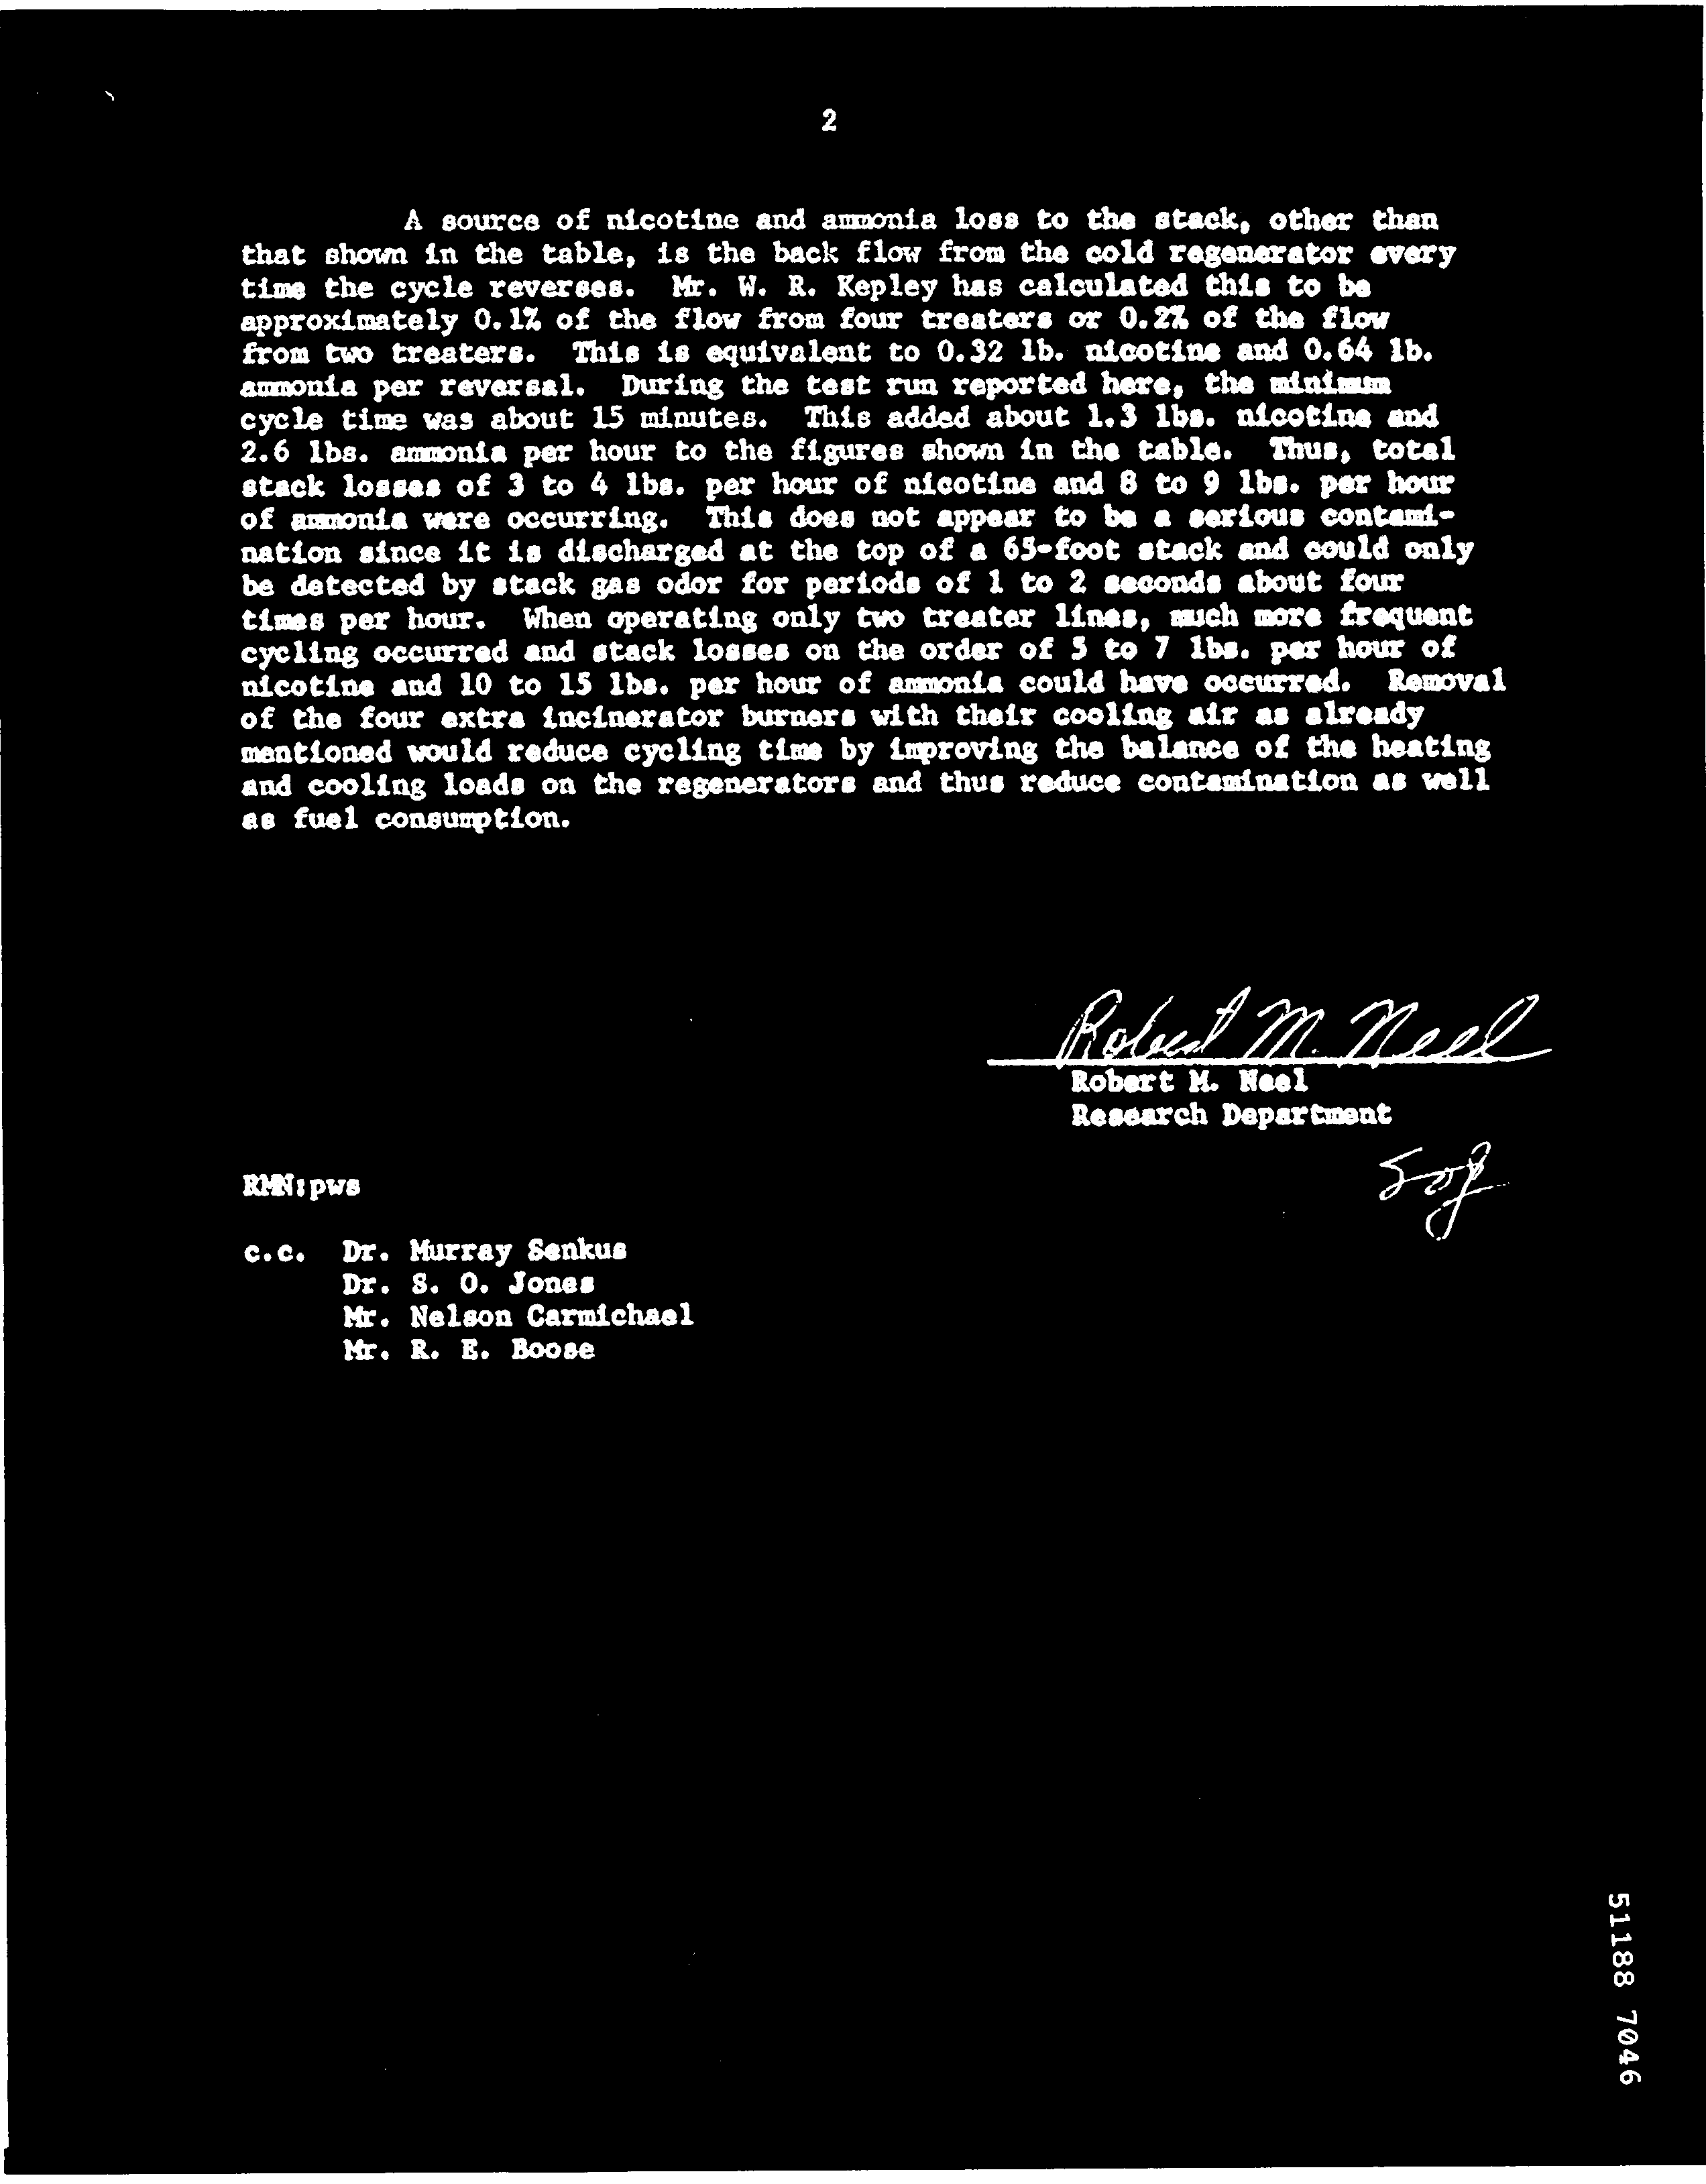 2
A source of nicotine and ammonia loss to the stack, other than
that shown in the table, is the back flow from the cold regenerator every
time the cycle reverses. Mr. W. R. Kepley has calculated this to be
approximately 0.1% of the flow from four treaters or 0.2% of the flow
from two treaters. This is equivalent to 0.32 lb. nicotine and 0.64 lb.
ammonia per reversal. During the test run reported here, the minimum
cycle time was about 15 minutes. This added about 1.3 lbs. nicotine and
2.6 lbs. ammonia per hour to the figures shown in the table. Thus, total
stack losses of 3 to 4 lbs. per hour of nicotine and 8 to 9 lbs. per hour
of ammonia were occurring. This does not appear to be a serious contami-
nation since it is discharged at the top of a 65-foot stack and could only
be detected by stack gas odor for periods of 1 to 2 seconds about four
times per hour. When operating only two treater lines, much more frequent
cycling occurred and stack losses on the order of 5 to 7 lbs. per hour of
nicotine and 10 to 15 lbs. per hour of ammonia could have occurred. Removal
of the four extra incinerator burners with their cooling air as already
mentioned would reduce cycling time by improving the balance of the heating
and cooling loads on the regenerators and thus reduce contamination as well
as fuel consumption.
Robert M. Neel
Robert M. Neel
Research Department
SOJ
RMN:pws
c.c. Dr. Murray Senkus
Dr. S. O. Jones
Mr. Nelson Carmichael
Mr. R. E. Boose
51188 7046